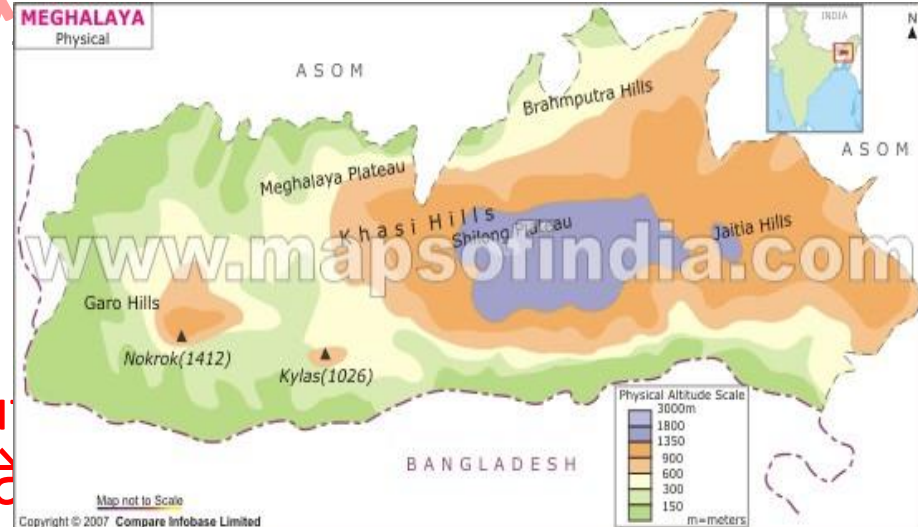 MEGHALAYA
Physical
INDIA
N
ASOM
Brahmputra Hills
ASOM
Meghalaya Plateau
Khasi Hills
Shilong Plateau
Jaitia Hills
www.mapsofindia.com
Garo Hills
Nokrok(1412)
Kylas(1026)
Physical Altitude Scale
3000m
1800
1350
900
600
300
150
m=meters
BANGLADESH
Map not to Scale
Copyright © 2007 Compare Infobase Limited